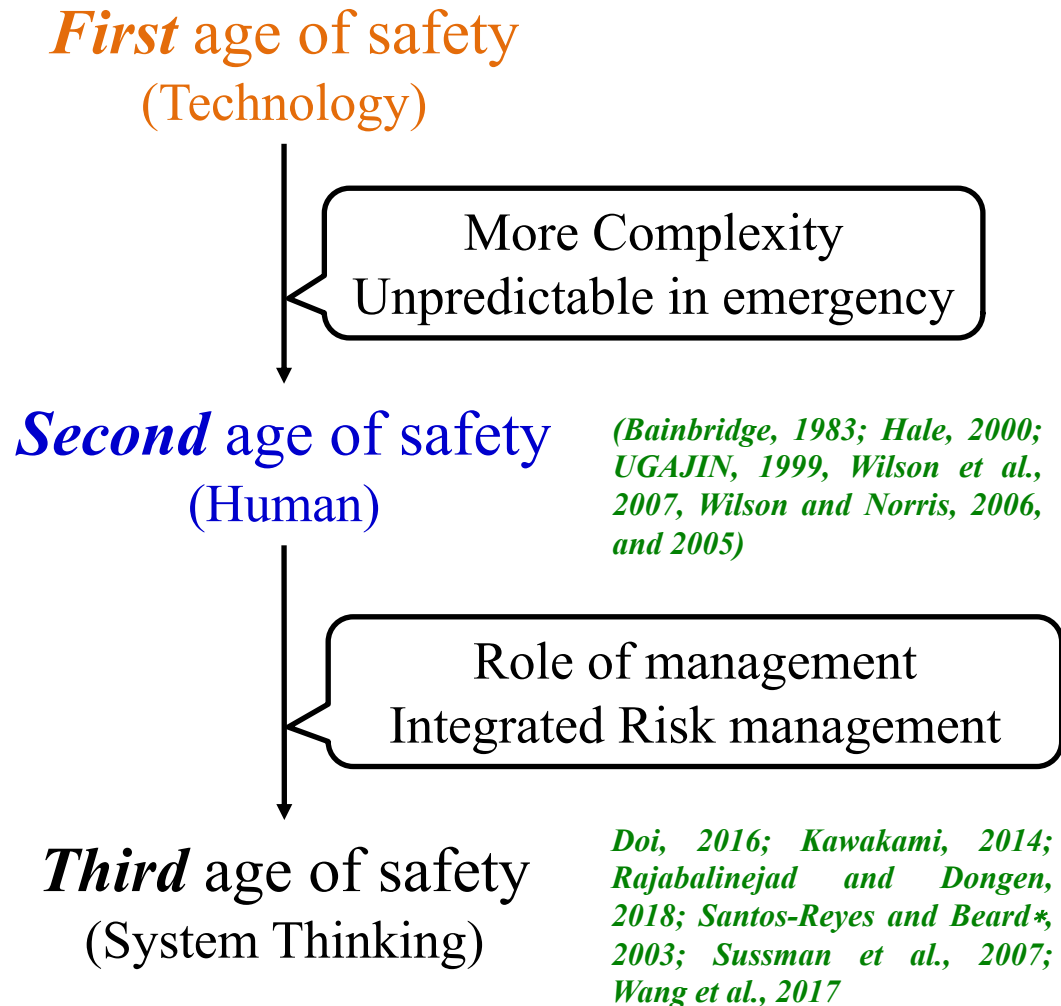 First age of safety
(Technology)
More Complexity
Unpredictable in emergency
Second age of safety
(Human)
(Bainbridge, 1983; Hale, 2000;
UGAJIN, 1999, Wilson et al.,
2007, Wilson and Norris, 2006,
and 2005)
Role of management
Integrated Risk management
Third age of safety
(System Thinking)
Doi, 2016; Kawakami, 2014;
Rajabalinejad and Dongen,
2018; Santos-Reyes and Beard*,
2003; Sussman et al., 2007;
Wang et al., 2017